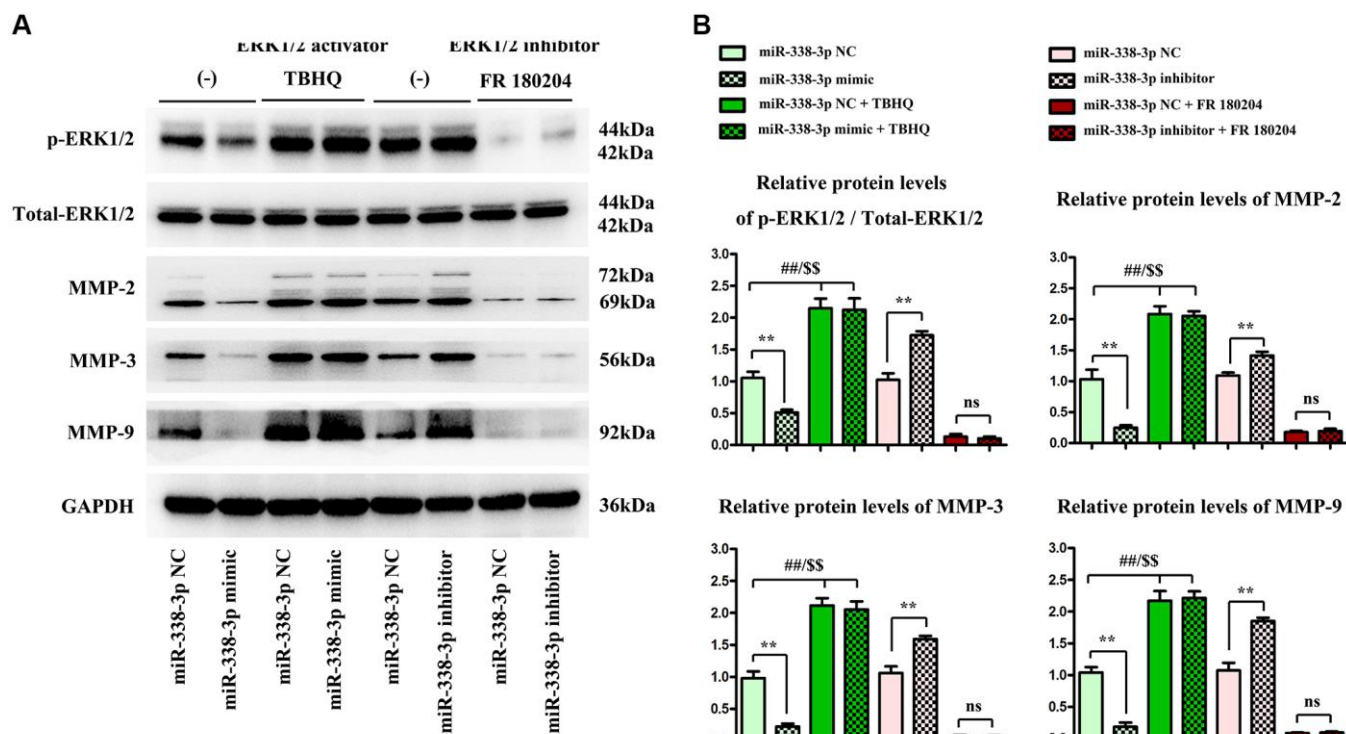 A
ERK1/2 activator
ERK1/2 inhibitor
(-)
TBHQ
(-)
FR 180204
p-ERK1/2
44kDa
42kDa
Total-ERK1/2
44kDa
42kDa
MMP-2
72kDa
69kDa
MMP-3
56kDa
MMP-9
92kDa
GAPDH
36kDa
miR-338-3p NC
miR-338-3p mimic
miR-338-3p NC
miR-338-3p mimic
miR-338-3p NC
miR-338-3p inhibitor
miR-338-3p NC
miR-338-3p inhibitor
B
miR-338-3p NC
miR-338-3p mimic
miR-338-3p NC + TBHQ
miR-338-3p mimic + TBHQ
miR-338-3p NC
miR-338-3p inhibitor
miR-338-3p NC + FR 180204
miR-338-3p inhibitor + FR 180204
Relative protein levels
of p-ERK1/2 / Total-ERK1/2
3.0
2.5
2.0
1.5
1.0
0.5
0.0
##/$$
**
**
ns
Relative protein levels of MMP-2
3.0
2.5
2.0
1.5
1.0
0.5
0.0
##/$$
**
**
ns
Relative protein levels of MMP-3
3.0
2.5
2.0
1.5
1.0
0.5
##/$$
**
**
ns
Relative protein levels of MMP-9
3.0
2.5
2.0
1.5
1.0
0.5
##/$$
**
**
ns